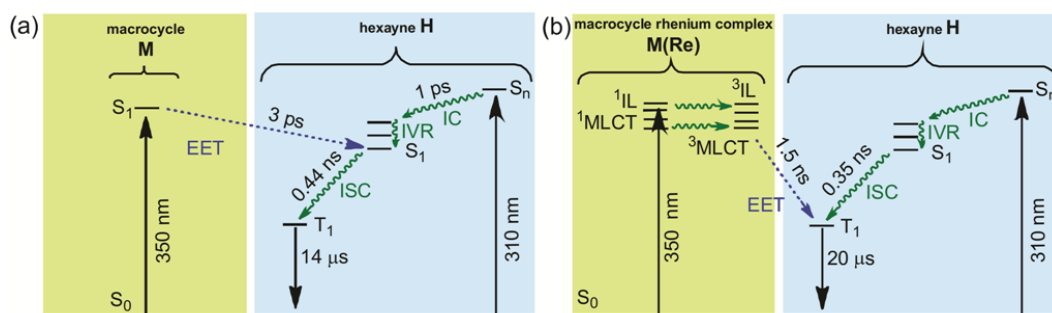 (a)
macrocycle
M
hexayne H
S1
Sn
1 ps
IC
3 ps
EET
IVR
S1
0.44 ns
ISC
T1
350 nm
14 μs
310 nm
S0
(b)
macrocycle rhenium complex
M(Re)
hexayne H
1IL
3IL
1MLCT
3MLCT
Sn
IC
IVR
S1
1.5 ns
0.35 ns
EET
ISC
T1
350 nm
20 μs
310 nm
S0